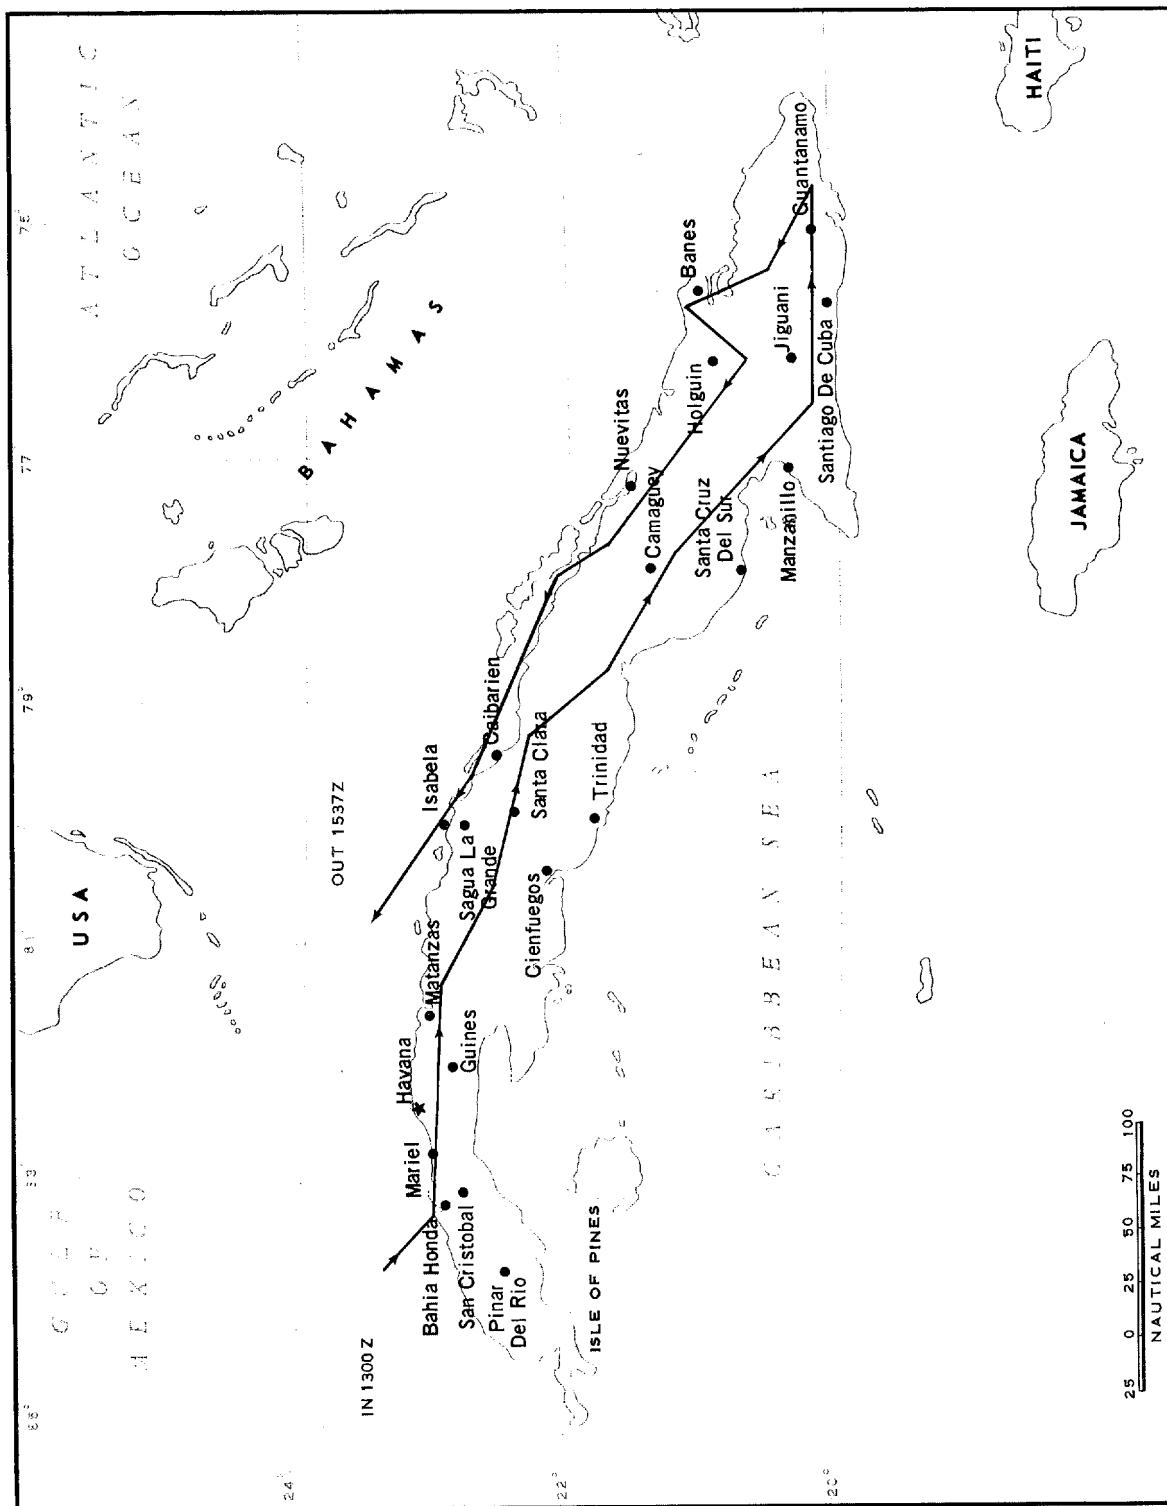 GULF
OF
MEXICO
USA
ATLANTIC
OCEAN
BAHAMAS
HAITI
JAMAICA
CARIBBEAN SEA
ISLE OF PINES
IN 1300 Z
OUT 1537Z
Bahia Honda
San Cristobal
Pinar
Del Rio
Mariel
Havana
Guines
Matanzas
Cienfuegos
Sagua La
Grande
Isabela
Santa Clara
Trinidad
Caibarien
Camaguey
Nuevitas
Santa Cruz
Del Sur
Manzanillo
Holguin
Jiguani
Santiago De Cuba
Banes
Guantanamo
81°
79°
77
75°
24°
22°
20°
25 0 25 50 75 100
NAUTICAL MILES